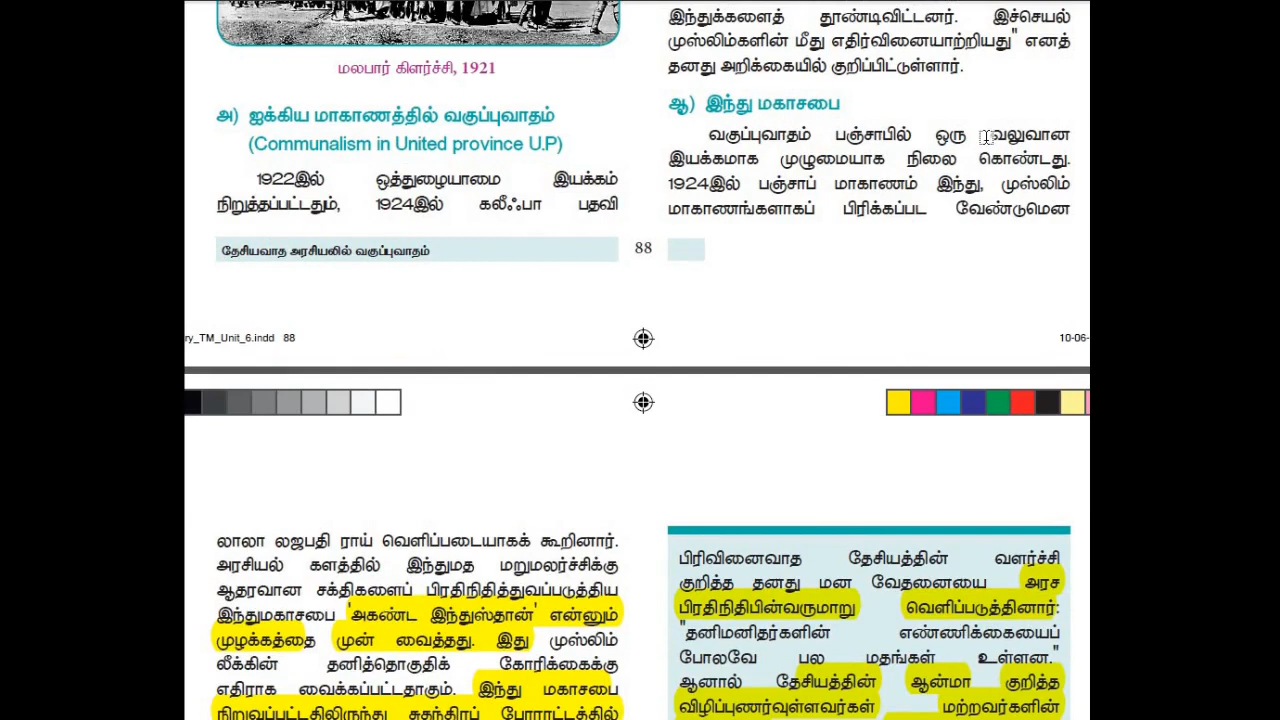 மலபார் கிளர்ச்சி, 1921
அ) ஐக்கிய மாகாணத்தில் வகுப்புவாதம்
(Communalism in United province U.P)
1922இல் ஒத்துழையாமை இயக்கம்
நிறுத்தப்பட்டதும், 1924இல் கலீஃபா பதவி
இந்துக்களைத் தூண்டிவிட்டனர். இச்செயல்
முஸ்லிம்களின் மீது எதிர்வினையாற்றியது" எனத்
தனது அறிக்கையில் குறிப்பிட்டுள்ளார்.
ஆ) இந்து மகாசபை
வகுப்புவாதம் பஞ்சாபில் ஒரு வலுவான
இயக்கமாக முழுமையாக நிலை கொண்டது.
1924இல் பஞ்சாப் மாகாணம் இந்து, முஸ்லிம்
மாகாணங்களாகப் பிரிக்கப்பட வேண்டுமென
தேசியவாத அரசியலில் வகுப்புவாதம்
88
ry_TM_Unit_6.indd 88
10-06-
லாலா லஜபதி ராய் வெளிப்படையாகக் கூறினார்.
அரசியல் களத்தில் இந்துமத மறுமலர்ச்சிக்கு
ஆதரவான சக்திகளைப் பிரதிநிதித்துவப்படுத்திய
இந்துமகாசபை 'அகண்ட இந்துஸ்தான்' என்னும்
முழக்கத்தை முன் வைத்தது. இது முஸ்லிம்
லீக்கின் தனித்தொகுதிக் கோரிக்கைக்கு
எதிராக வைக்கப்பட்டதாகும். இந்து மகாசபை
நிறுவப்பட்டதிலிருந்து சுதந்திரப் போராட்டத்தில்
பிரிவினைவாத தேசியத்தின் வளர்ச்சி
குறித்த தனது மன வேதனையை அரச
பிரதிநிதிபின்வருமாறு வெளிப்படுத்தினார்:
"தனிமனிதர்களின் எண்ணிக்கையைப்
போலவே பல மதங்கள் உள்ளன."
ஆனால் தேசியத்தின் ஆன்மா குறித்த
விழிப்புணர்வுள்ளவர்கள் மற்றவர்களின்